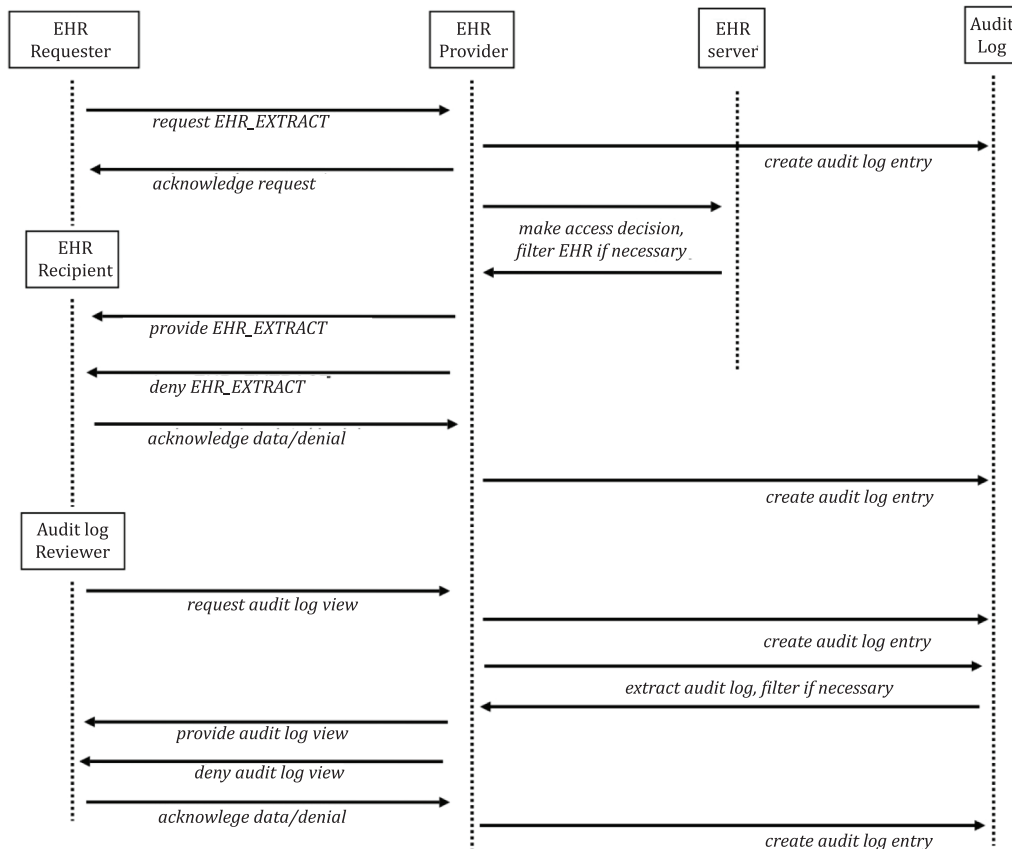 EHR
Requester
EHR
Provider
EHR
server
Audit
Log
request EHR_EXTRACT
create audit log entry
acknowledge request
make access decision,
filter EHR if necessary
EHR
Recipient
provide EHR_EXTRACT
deny EHR_EXTRACT
acknowledge data/denial
create audit log entry
Audit log
Reviewer
request audit log view
create audit log entry
extract audit log, filter if necessary
provide audit log view
deny audit log view
acknowlege data/denial
create audit log entry